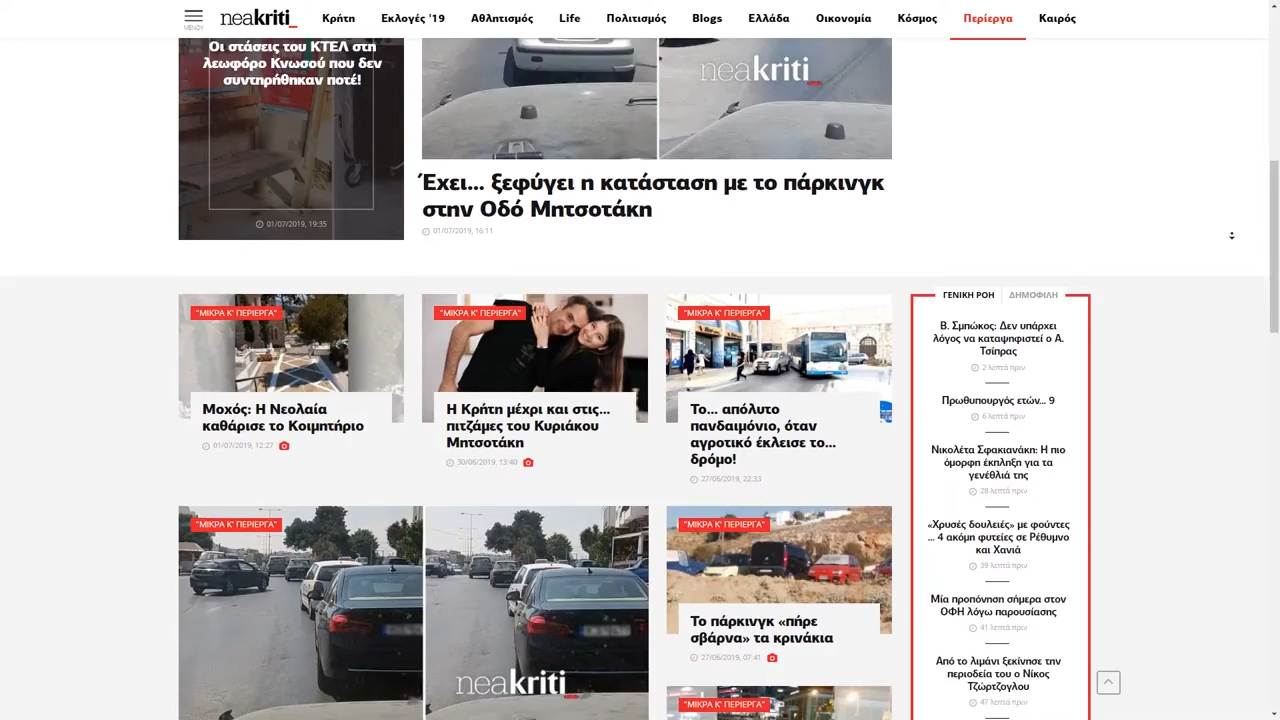 ΜΕΝΟΥ
neakriti_
Κρήτη
Εκλογές '19
Αθλητισμός
Life
Πολιτισμός
Blogs
Ελλάδα
Οικονομία
Κόσμος
Περίεργα
Καιρός
Οι στάσεις του ΚΤΕΛ στη
λεωφόρο Κνωσού που δεν
συντηρήθηκαν ποτέ!
01/07/2019, 19:35
neakriti_
Έχει... ξεφύγει η κατάσταση με το πάρκινγκ
στην Οδό Μητσοτάκη
01/07/2019, 16:11
"ΜΙΚΡΑ Κ' ΠΕΡΙΕΡΓΑ"
Μοχός: Η Νεολαία
καθάρισε το Κοιμητήριο
01/07/2019, 12:27
"ΜΙΚΡΑ Κ' ΠΕΡΙΕΡΓΑ"
Η Κρήτη μέχρι και στις...
πιτζάμες του Κυριάκου
Μητσοτάκη
30/06/2019, 13:40
"ΜΙΚΡΑ Κ' ΠΕΡΙΕΡΓΑ"
Το... απόλυτο
πανδαιμόνιο, όταν
αγροτικό έκλεισε το...
δρόμο!
27/06/2019, 22:33
"ΜΙΚΡΑ Κ' ΠΕΡΙΕΡΓΑ"
neakriti_
"ΜΙΚΡΑ Κ' ΠΕΡΙΕΡΓΑ"
Το πάρκινγκ «πήρε
σβάρνα» τα κρινάκια
27/06/2019, 07:41
"ΜΙΚΡΑ Κ' ΠΕΡΙΕΡΓΑ"
ΓΕΝΙΚΗ ΡΟΗ
ΔΗΜΟΦΙΛΗ
Β. Σμπώκος: Δεν υπάρχει
λόγος να καταψηφιστεί ο Α.
Τσίπρας
2 λεπτά πριν
Πρωθυπουργός ετών... 9
6 λεπτά πριν
Νικολέτα Σφακιανάκη: Η πιο
όμορφη έκπληξη για τα
γενέθλιά της
28 λεπτά πριν
«Χρυσές δουλειές» με φούντες
... 4 ακόμη φυτείες σε Ρέθυμνο
και Χανιά
39 λεπτά πριν
Μία προπόνηση σήμερα στον
ΟΦΗ λόγω παρουσίασης
41 λεπτά πριν
Από το λιμάνι ξεκίνησε την
περιοδεία του ο Νίκος
Τζώρτζογλου
47 λεπτά πριν